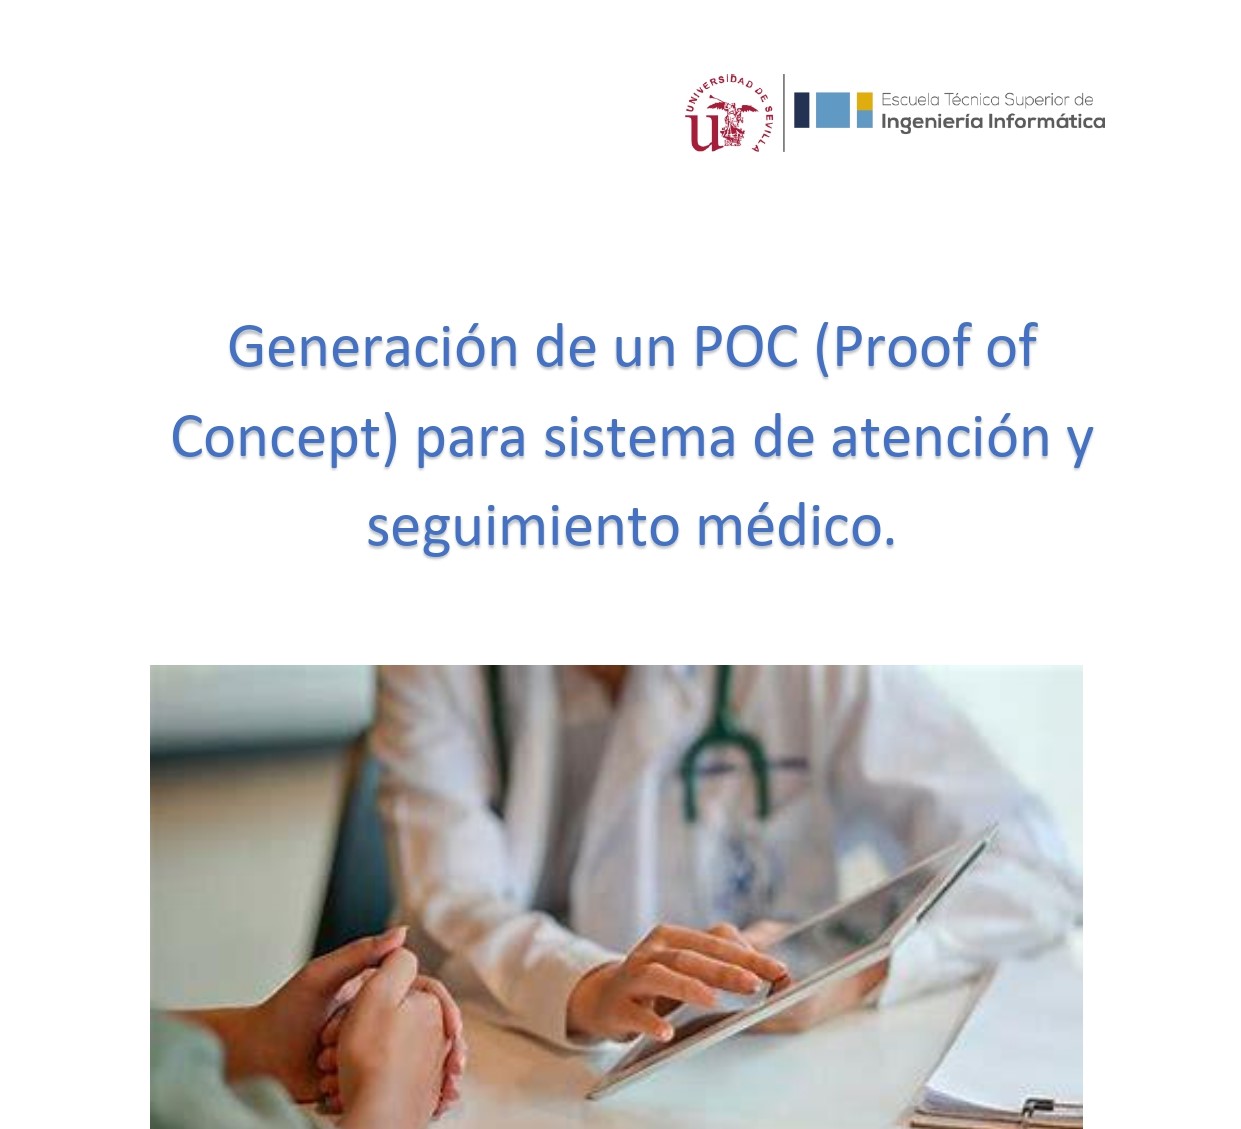 UNIVERSIDAD DE SEVILLA
Escuela Técnica Superior de
Ingeniería Informática
Generación de un POC (Proof of
Concept) para sistema de atención y
seguimiento médico.